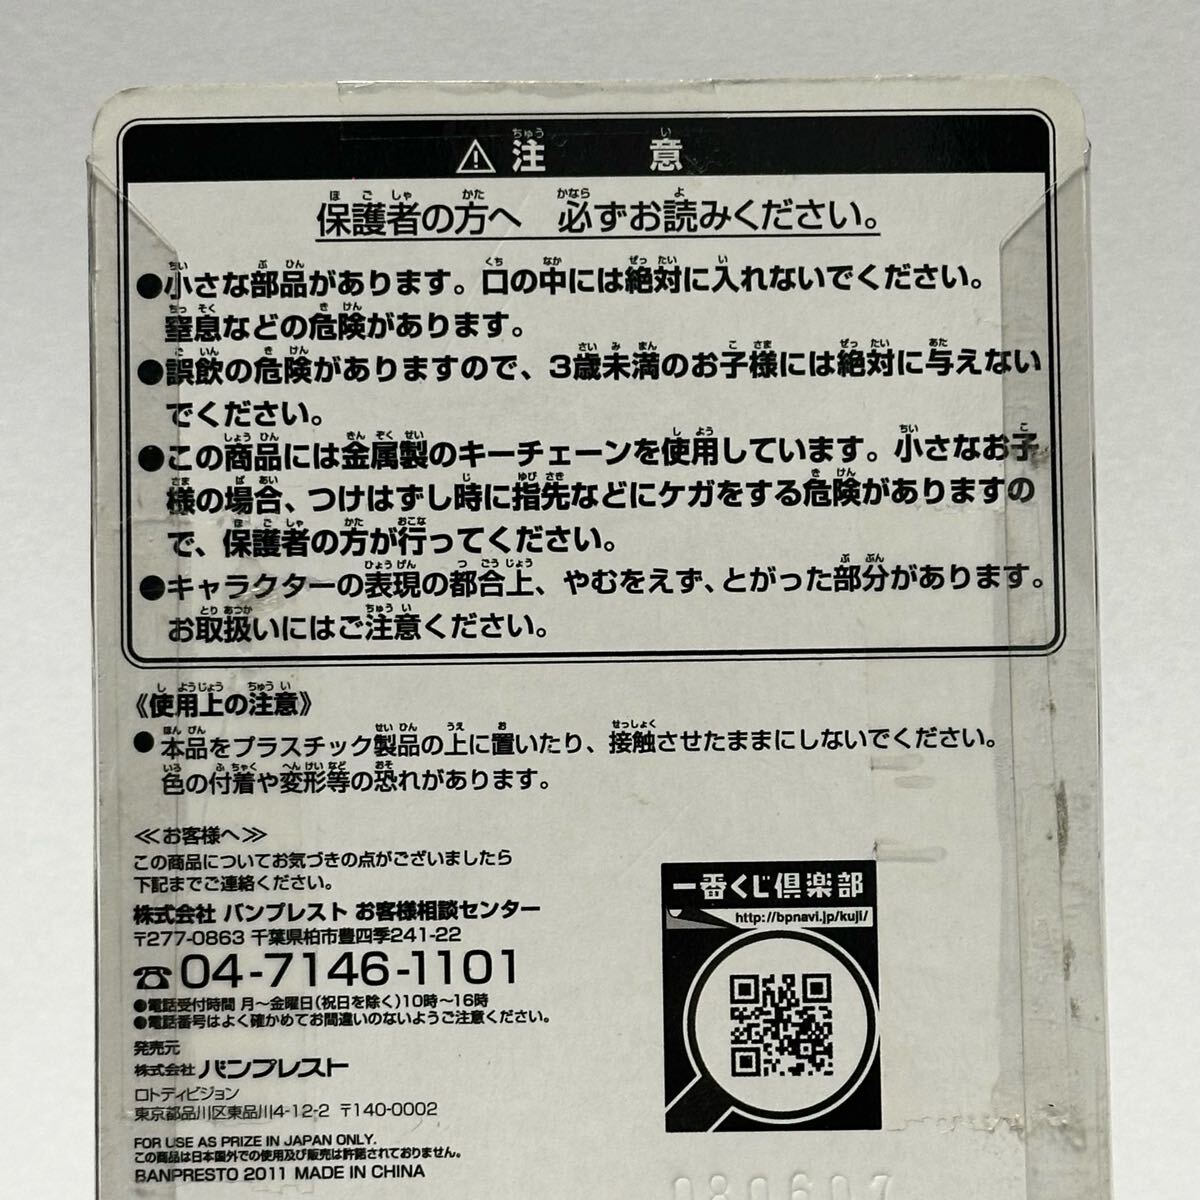 ⚠注意
保護者の方へ 必ずお読みください。
●小さな部品があります。口の中には絶対に入れないでください。
窒息などの危険があります。
●誤飲の危険がありますので、3歳未満のお子様には絶対に与えない
でください。
●この商品には金属製のキーチェーンを使用しています。小さなお子
様の場合、つけはずし時に指先などにケガをする危険がありますの
で、保護者の方が行ってください。
●キャラクターの表現の都合上、やむをえず、とがった部分があります。
お取扱いにはご注意ください。
《使用上の注意》
●本品をプラスチック製品の上に置いたり、接触させたままにしないでください。
色の付着や変形等の恐れがあります。
≪お客様へ≫
この商品についてお気づきの点がございましたら
下記までご連絡ください。
株式会社 バンプレスト お客様相談センター
〒277-0863 千葉県柏市豊四季241-22
☎04-7146-1101
●電話受付時間 月～金曜日(祝日を除く)10時～16時
●電話番号はよく確かめてお間違いのないようご注意ください。
発売元
株式会社 バンプレスト
ロトディビジョン
東京都品川区東品川4-12-2 〒140-0002
FOR USE AS PRIZE IN JAPAN ONLY.
この商品は日本国外での使用及び販売は許諾されておりません。
BANPRESTO 2011 MADE IN CHINA
一番くじ倶楽部
http://bpnavi.jp/kuji/